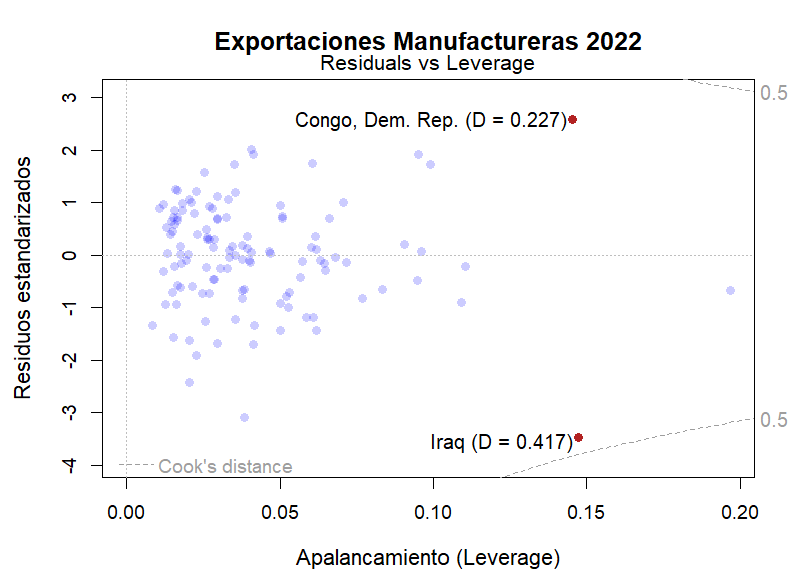 Exportaciones Manufactureras 2022
Residuals vs Leverage
0.5
3
Congo, Dem. Rep. (D = 0.227)
2
1
0
-1
-2
-3
-4
Residuos estandarizados
0.5
Iraq (D = 0.417)
Cook's distance
0.00 0.05 0.10 0.15 0.20
Apalancamiento (Leverage)